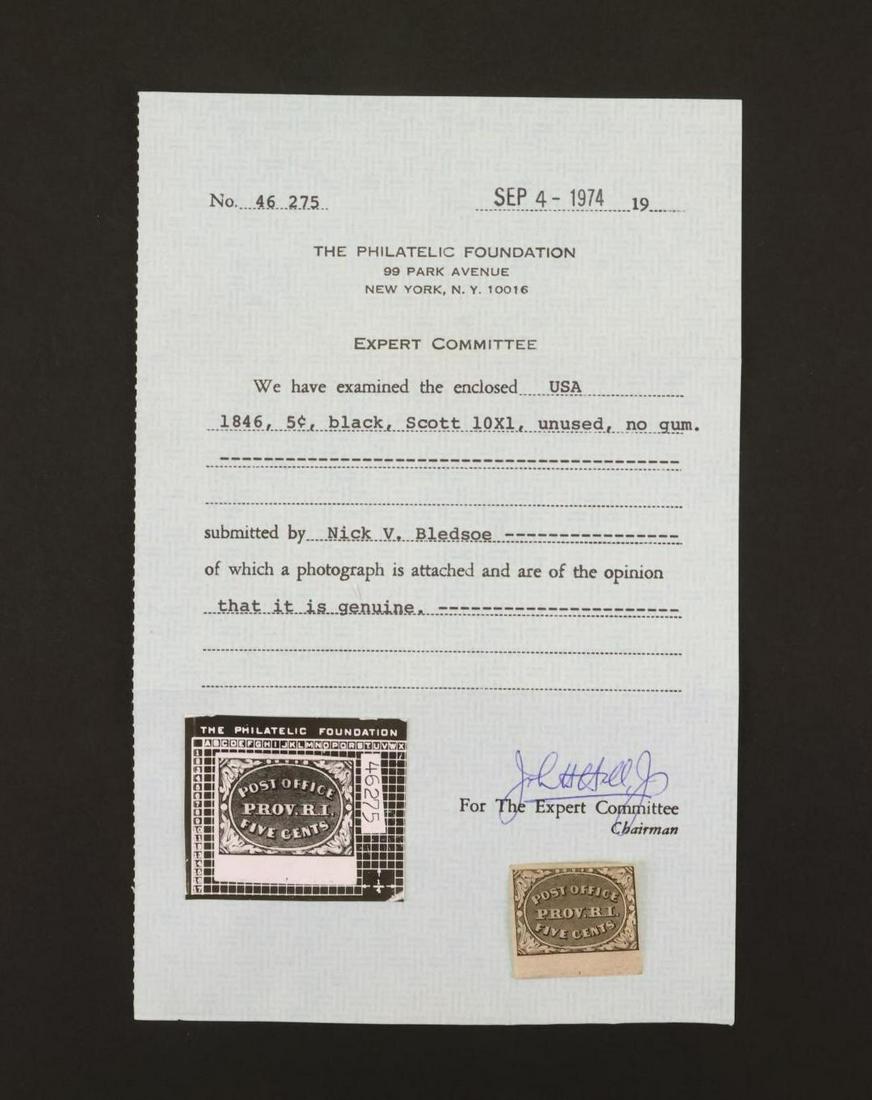 No. 46 275
SEP 4 - 1974 19
THE PHILATELIC FOUNDATION
99 PARK AVENUE
NEW YORK, N. Y. 10016
EXPERT COMMITTEE
We have examined the enclosed USA
1846, 5¢, black, Scott 10X1, unused, no gum.
submitted by Nick V. Bledsoe
of which a photograph is attached and are of the opinion
that it is genuine.
THE PHILATELIC FOUNDATION
A B C D E F G H I J K L M N O P Q R S T U V W X
46275
POST OFFICE
PROV. R. I.
FIVE CENTS
For The Expert Committee
Chairman
POST OFFICE
PROV. R. I.
FIVE CENTS